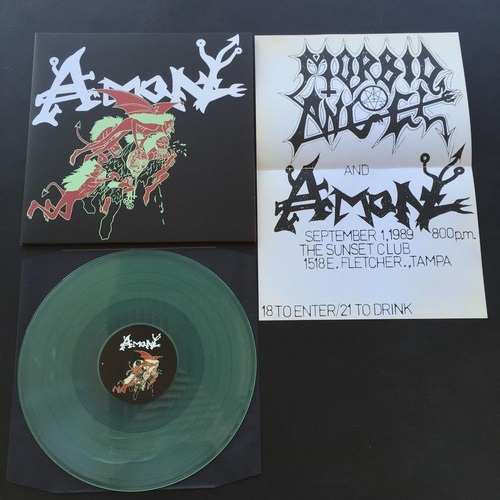 AMON
MORBID
ANGEL
AND
AMON
SEPTEMBER 1, 1989 8:00 p.m.
THE SUNSET CLUB
1518 E. FLETCHER., TAMPA
18 TO ENTER/21 TO DRINK
AMON